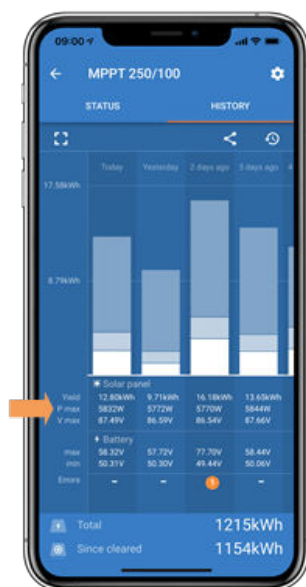 09:00
MPPT 250/100
STATUS HISTORY
Today Yesterday 2 days ago 3 days ago 4
17.58kWh
8.79kWh
Solar panel
Yield 12.80kWh 9.71kWh 16.18kWh 13.65kWh
P max 5832W 5772W 5770W 5844W
V max 87.49V 86.59V 86.54V 87.66V
Battery
max 58.32V 57.72V 77.70V 58.44V
min 50.31V 50.30V 49.44V 50.06V
Errors - - 1 -
Total 1215kWh
Since cleared 1154kWh